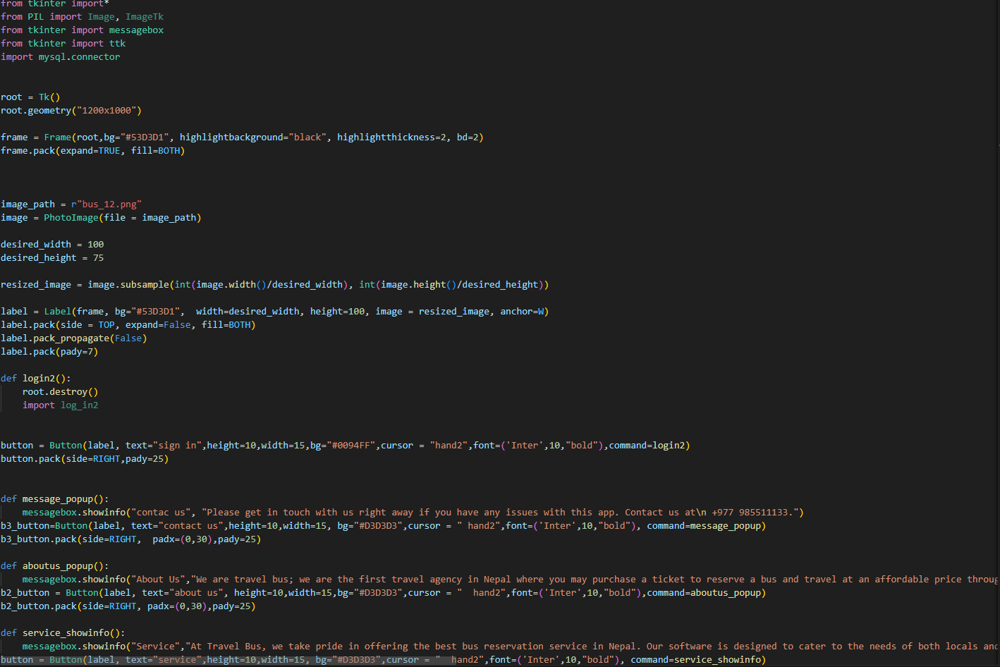 from tkinter import*
from PIL import Image, ImageTk
from tkinter import messagebox
from tkinter import ttk
import mysql.connector
root = Tk()
root.geometry("1200x1000")
frame = Frame(root,bg="#53D3D1", highlightbackground="black", highlightthickness=2, bd=2)
frame.pack(expand=TRUE, fill=BOTH)
image_path = r"bus_12.png"
image = PhotoImage(file = image_path)
desired_width = 100
desired_height = 75
resized_image = image.subsample(int(image.width()/desired_width), int(image.height()/desired_height))
label = Label(frame, bg="#53D3D1",  width=desired_width, height=100, image = resized_image, anchor=W)
label.pack(side = TOP, expand=False, fill=BOTH)
label.pack_propagate(False)
label.pack(pady=7)
def login2():
    root.destroy()
    import log_in2
button = Button(label, text="sign in",height=10,width=15,bg="#0094FF",cursor = "hand2",font=('Inter',10,"bold"),command=login2)
button.pack(side=RIGHT,pady=25)
def message_popup():
    messagebox.showinfo("contac us", "Please get in touch with us right away if you have any issues with this app. Contact us at\n +977 985511133.")
b3_button=Button(label, text="contact us",height=10,width=15, bg="#D3D3D3",cursor = " hand2",font=('Inter',10,"bold"), command=message_popup)
b3_button.pack(side=RIGHT,  padx=(0,30),pady=25)
def aboutus_popup():
    messagebox.showinfo("About Us","We are travel bus; we are the first travel agency in Nepal where you may purchase a ticket to reserve a bus and travel at an affordable price throug
b2_button = Button(label, text="about us", height=10,width=15,bg="#D3D3D3",cursor = "  hand2",font=('Inter',10,"bold"),command=aboutus_popup)
b2_button.pack(side=RIGHT, padx=(0,30),pady=25)
def service_showinfo():
    messagebox.showinfo("Service","At Travel Bus, we take pride in offering the best bus reservation service in Nepal. Our software is designed to cater to the needs of both locals and
button = Button(label, text="service",height=10,width=15, bg="#D3D3D3",cursor = "  hand2",font=('Inter',10,"bold"), command=service_showinfo)